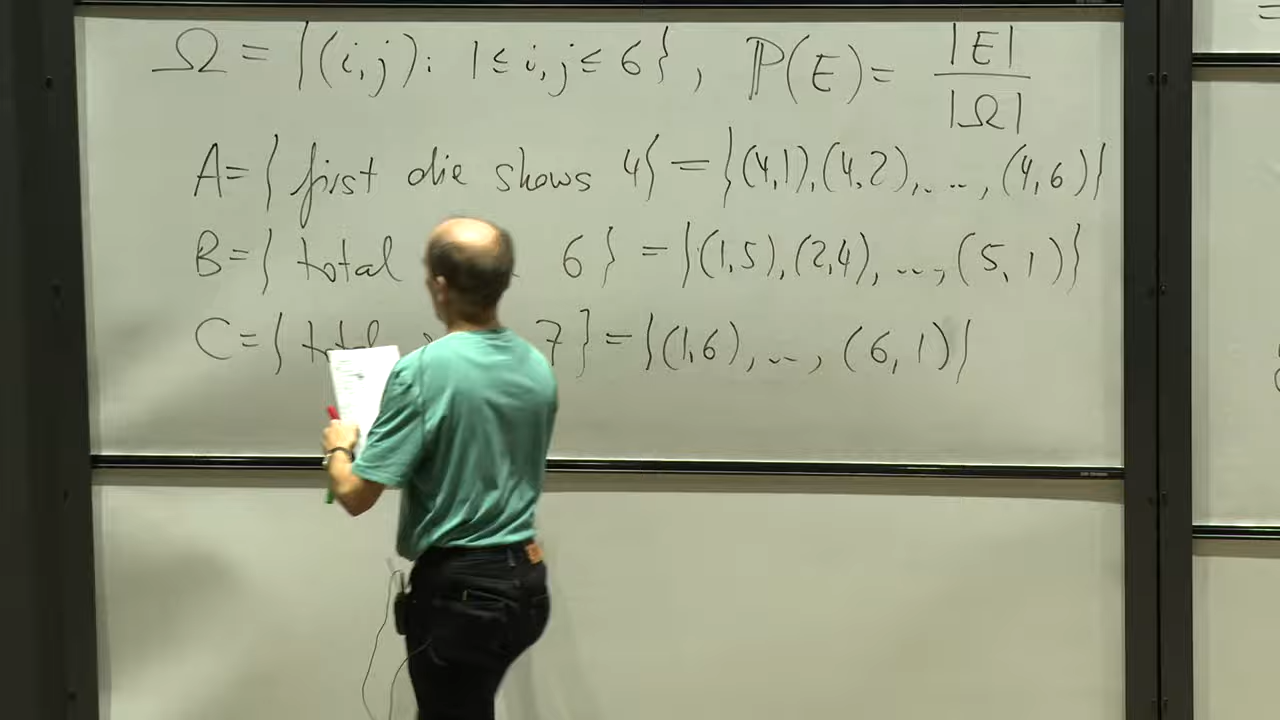 Ω = {(i,j): 1≤i,j≤6}, ℙ(E)= |E|/|Ω|
A={first die shows 4} = {(4,1),(4,2),...,(4,6)}
B={total 6} = {(1,5),(2,4),...,(5,1)}
C={total 7} = {(1,6),...,(6,1)}